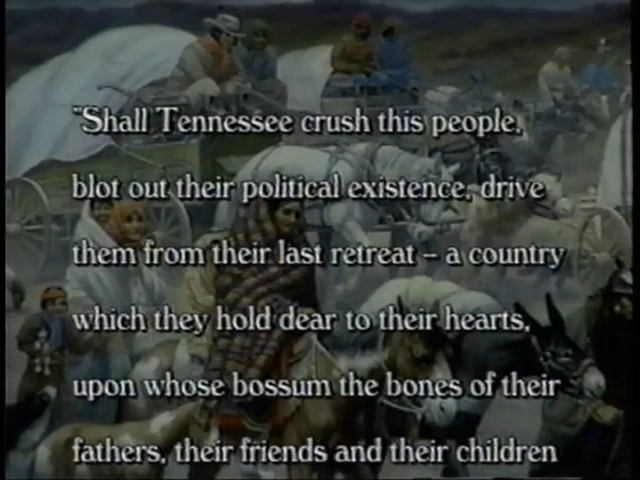 "Shall Tennessee crush this people,
blot out their political existence, drive
them from their last retreat – a country
which they hold dear to their hearts,
upon whose bossum the bones of their
fathers, their friends and their children